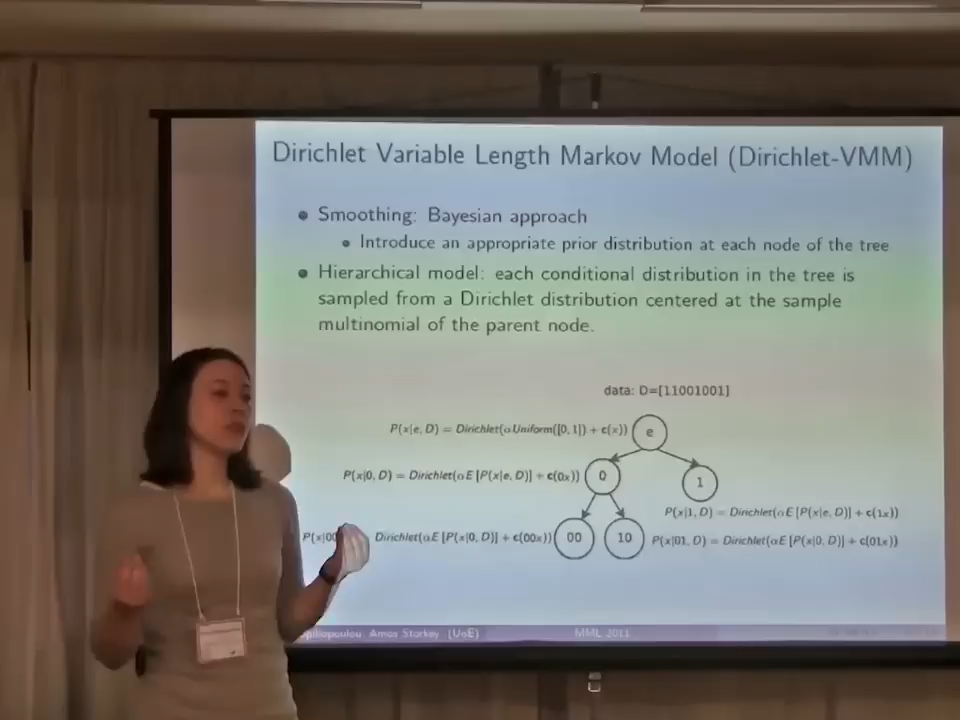 Dirichlet Variable Length Markov Model (Dirichlet-VMM)
Smoothing: Bayesian approach
Introduce an appropriate prior distribution at each node of the tree
Hierarchical model: each conditional distribution in the tree is
sampled from a Dirichlet distribution centered at the sample
multinomial of the parent node.
data: D=[11001001]
P(x|e, D) = Dirichlet(αUniform([0, 1]) + c(x))
e
P(x|0, D) = Dirichlet(αE [P(x|e, D)] + c(0x))
0
1
P(x|1, D) = Dirichlet(αE [P(x|e, D)] + c(1x))
P(x|00 Dirichlet(αE [P(x|0, D)] + c(00x))
00
10
P(x|01, D) = Dirichlet(αE [P(x|0, D)] + c(01x))
Amos Storkey (UoE) MML 2011